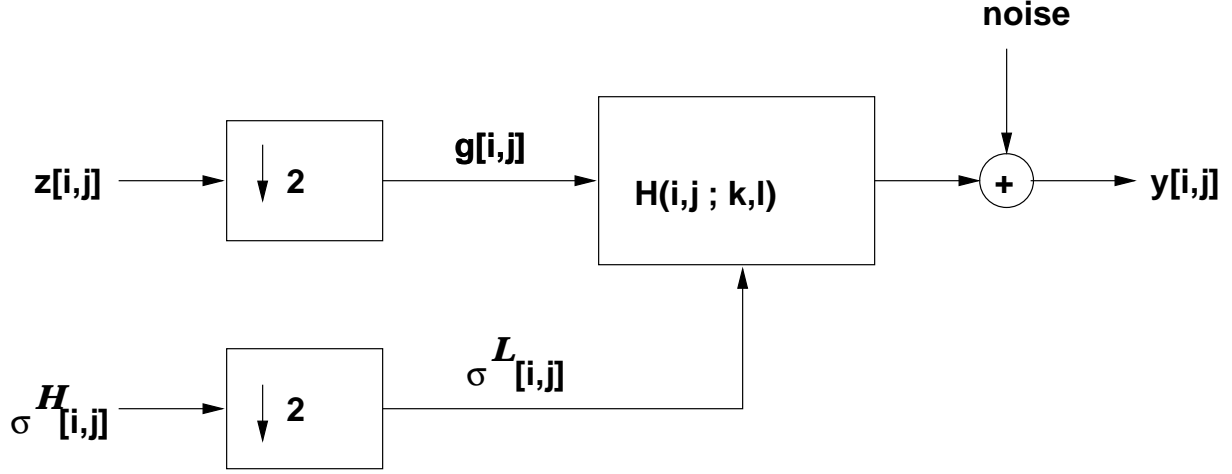 noise
z[i,j]
↓ 2
g[i,j]
H(i,j ; k,l)
+
y[i,j]
σ^H[i,j]
↓ 2
σ^L[i,j]